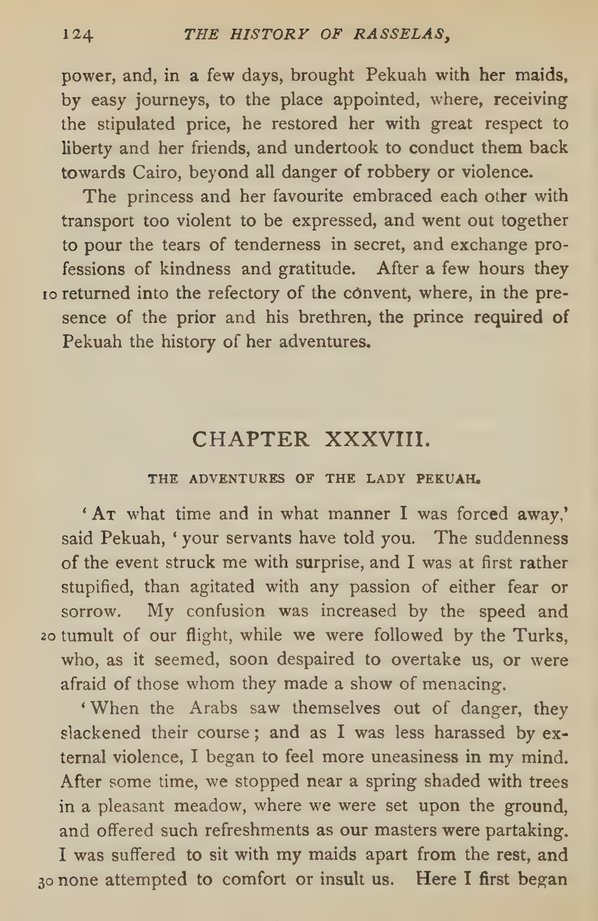 124 THE HISTORY OF RASSELAS,
power, and, in a few days, brought Pekuah with her maids,
by easy journeys, to the place appointed, where, receiving
the stipulated price, he restored her with great respect to
liberty and her friends, and undertook to conduct them back
towards Cairo, beyond all danger of robbery or violence.
The princess and her favourite embraced each other with
transport too violent to be expressed, and went out together
to pour the tears of tenderness in secret, and exchange pro-
fessions of kindness and gratitude. After a few hours they
10 returned into the refectory of the convent, where, in the pre-
sence of the prior and his brethren, the prince required of
Pekuah the history of her adventures.
CHAPTER XXXVIII.
THE ADVENTURES OF THE LADY PEKUAH.
‘ AT what time and in what manner I was forced away,’
said Pekuah, ‘ your servants have told you. The suddenness
of the event struck me with surprise, and I was at first rather
stupified, than agitated with any passion of either fear or
sorrow. My confusion was increased by the speed and
20 tumult of our flight, while we were followed by the Turks,
who, as it seemed, soon despaired to overtake us, or were
afraid of those whom they made a show of menacing.
‘ When the Arabs saw themselves out of danger, they
slackened their course ; and as I was less harassed by ex-
ternal violence, I began to feel more uneasiness in my mind.
After some time, we stopped near a spring shaded with trees
in a pleasant meadow, where we were set upon the ground,
and offered such refreshments as our masters were partaking.
I was suffered to sit with my maids apart from the rest, and
30 none attempted to comfort or insult us. Here I first began